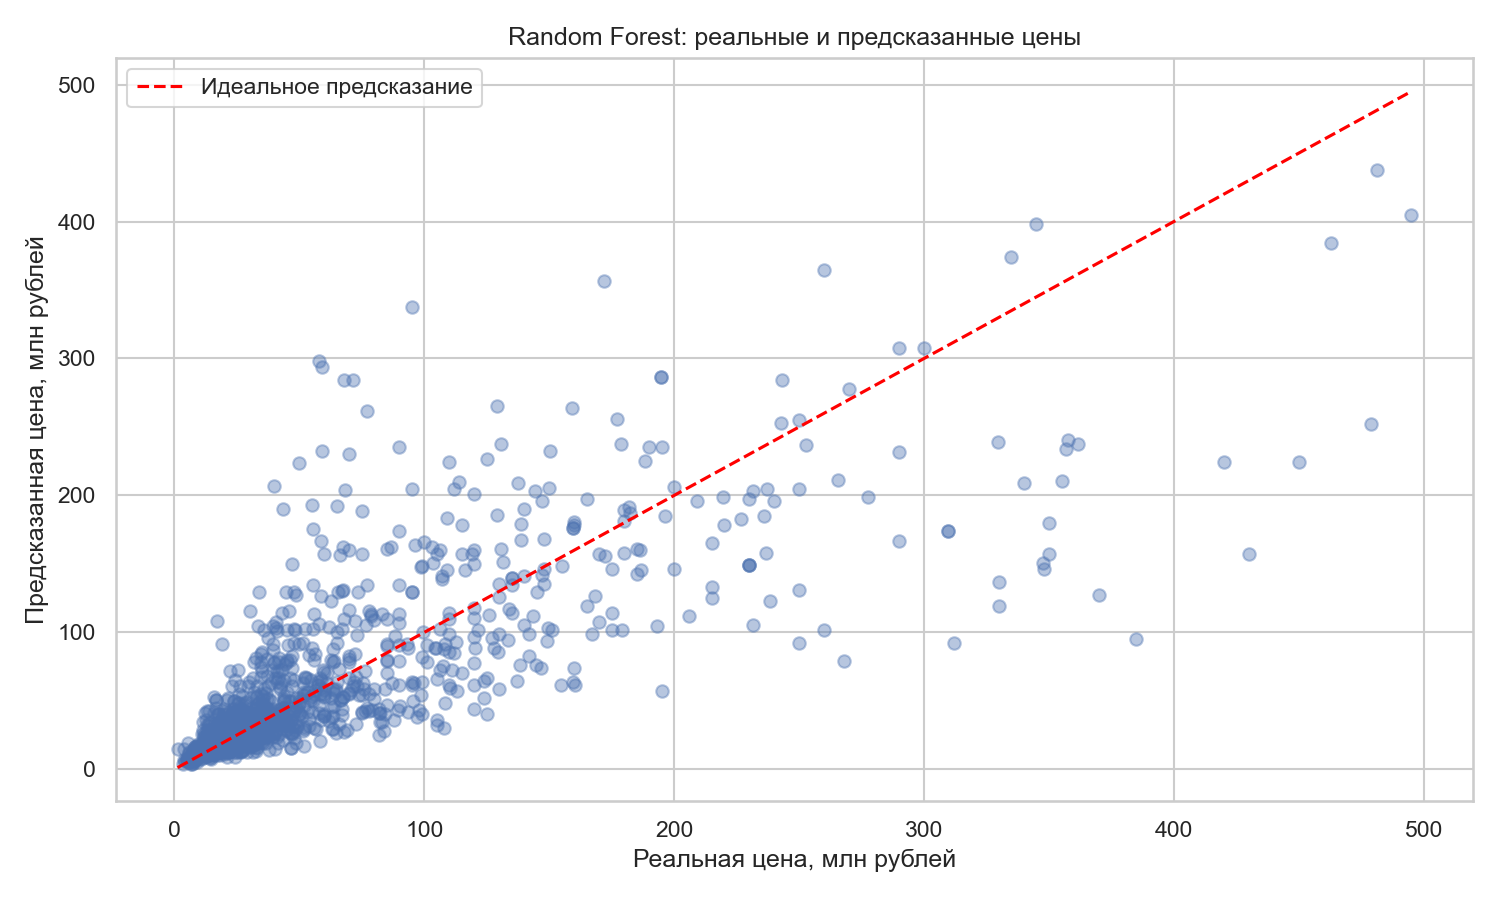 Random Forest: реальные и предсказанные цены
Идеальное предсказание
Предсказанная цена, млн рублей
500
400
300
200
100
0
0 100 200 300 400 500
Реальная цена, млн рублей